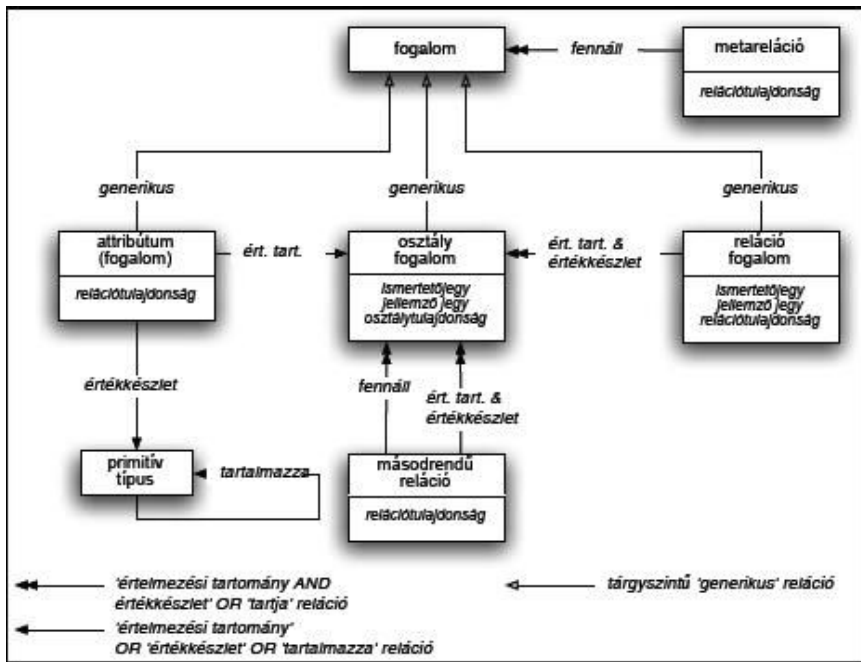 fogalom
fennáll
metareláció
relációtulajdonság
generikus
generikus
generikus
attribútum
(fogalom)
relációtulajdonság
ért. tart.
osztály
fogalom
ismertetőjegy
jellemző jegy
osztálytulajdonság
ért. tart. &
értékkészlet
reláció
fogalom
ismertetőjegy
jellemző jegy
relációtulajdonság
értékkészlet
fennáll
ért. tart. &
értékkészlet
primitív
típus
tartalmazza
másodrendű
reláció
relációtulajdonság
'értelmezési tartomány AND
értékkészlet' OR 'tartja' reláció
tárgyszintű 'generikus' reláció
'értelmezési tartomány'
OR 'értékkészlet' OR 'tartalmazza' reláció